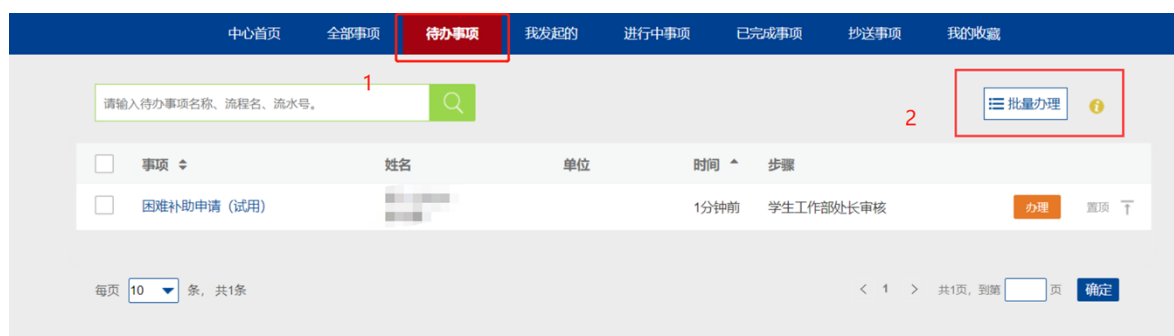 中心首页 全部事项 待办事项 我发起的 进行中事项 已完成事项 抄送事项 我的收藏
1
请输入待办事项名称、流程名、流水号。
批量办理
2
事项 姓名 单位 时间 步骤
困难补助申请（试用） 1分钟前 学生工作部处长审核 办理 置顶
每页 10 条，共1条 < 1 > 共1页，到第 页 确定